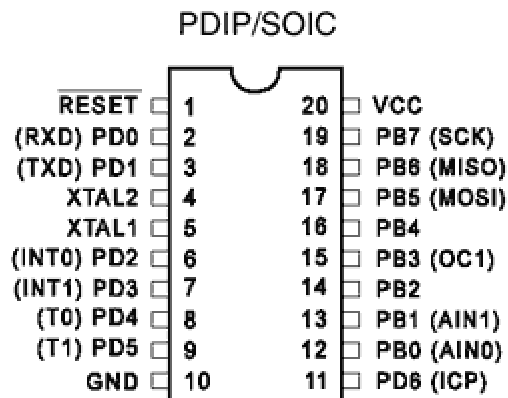 PDIP/SOIC
RESET 1 20 VCC
(RXD) PD0 2 19 PB7 (SCK)
(TXD) PD1 3 18 PB6 (MISO)
XTAL2 4 17 PB5 (MOSI)
XTAL1 5 16 PB4
(INT0) PD2 6 15 PB3 (OC1)
(INT1) PD3 7 14 PB2
(T0) PD4 8 13 PB1 (AIN1)
(T1) PD5 9 12 PB0 (AIN0)
GND 10 11 PD6 (ICP)